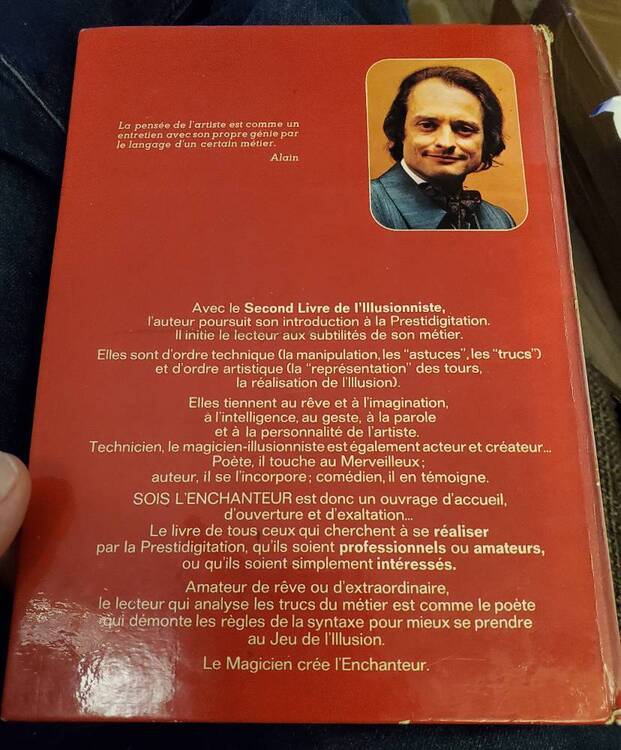 La pensée de l'artiste est comme un
entretien avec son propre génie par
le langage d'un certain métier.
Alain
Avec le Second Livre de l'Illusionniste,
l'auteur poursuit son introduction à la Prestidigitation.
Il initie le lecteur aux subtilités de son métier.
Elles sont d'ordre technique (la manipulation, les "astuces", les "trucs")
et d'ordre artistique (la "représentation" des tours,
la réalisation de l'Illusion).
Elles tiennent au rêve et à l'imagination,
à l'intelligence, au geste, à la parole
et à la personnalité de l'artiste.
Technicien, le magicien-illusionniste est également acteur et créateur...
Poète, il touche au Merveilleux;
auteur, il se l'incorpore; comédien, il en témoigne.
SOIS L'ENCHANTEUR est donc un ouvrage d'accueil,
d'ouverture et d'exaltation...
Le livre de tous ceux qui cherchent à se réaliser
par la Prestidigitation, qu'ils soient professionnels ou amateurs,
ou qu'ils soient simplement intéressés.
Amateur de rêve ou d'extraordinaire,
le lecteur qui analyse les trucs du métier est comme le poète
qui démonte les règles de la syntaxe pour mieux se prendre
au Jeu de l'Illusion.
Le Magicien crée l'Enchanteur.